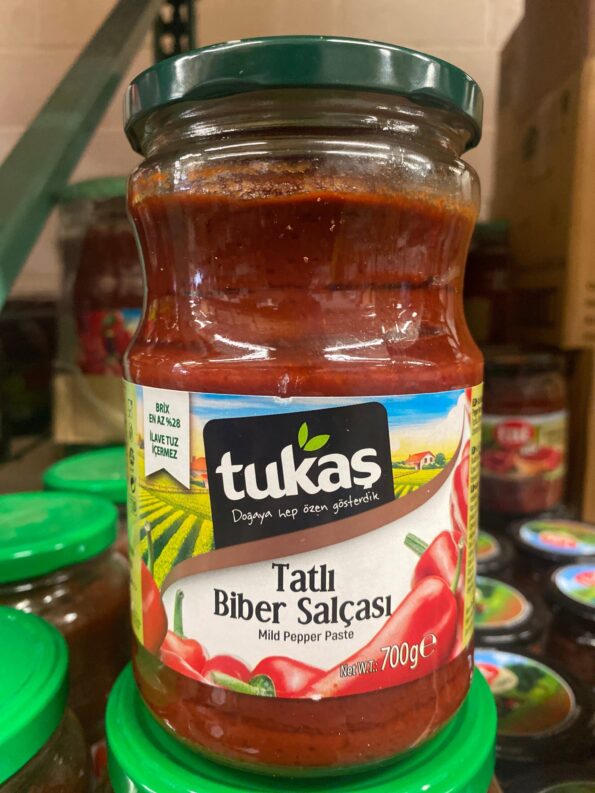 BRİX
EN AZ %28
İLAVE TUZ
İÇERMEZ
tukaş
Doğaya hep özen gösterdik
Tatlı
Biber Salçası
Mild Pepper Paste
Net W.T.: 700g℮